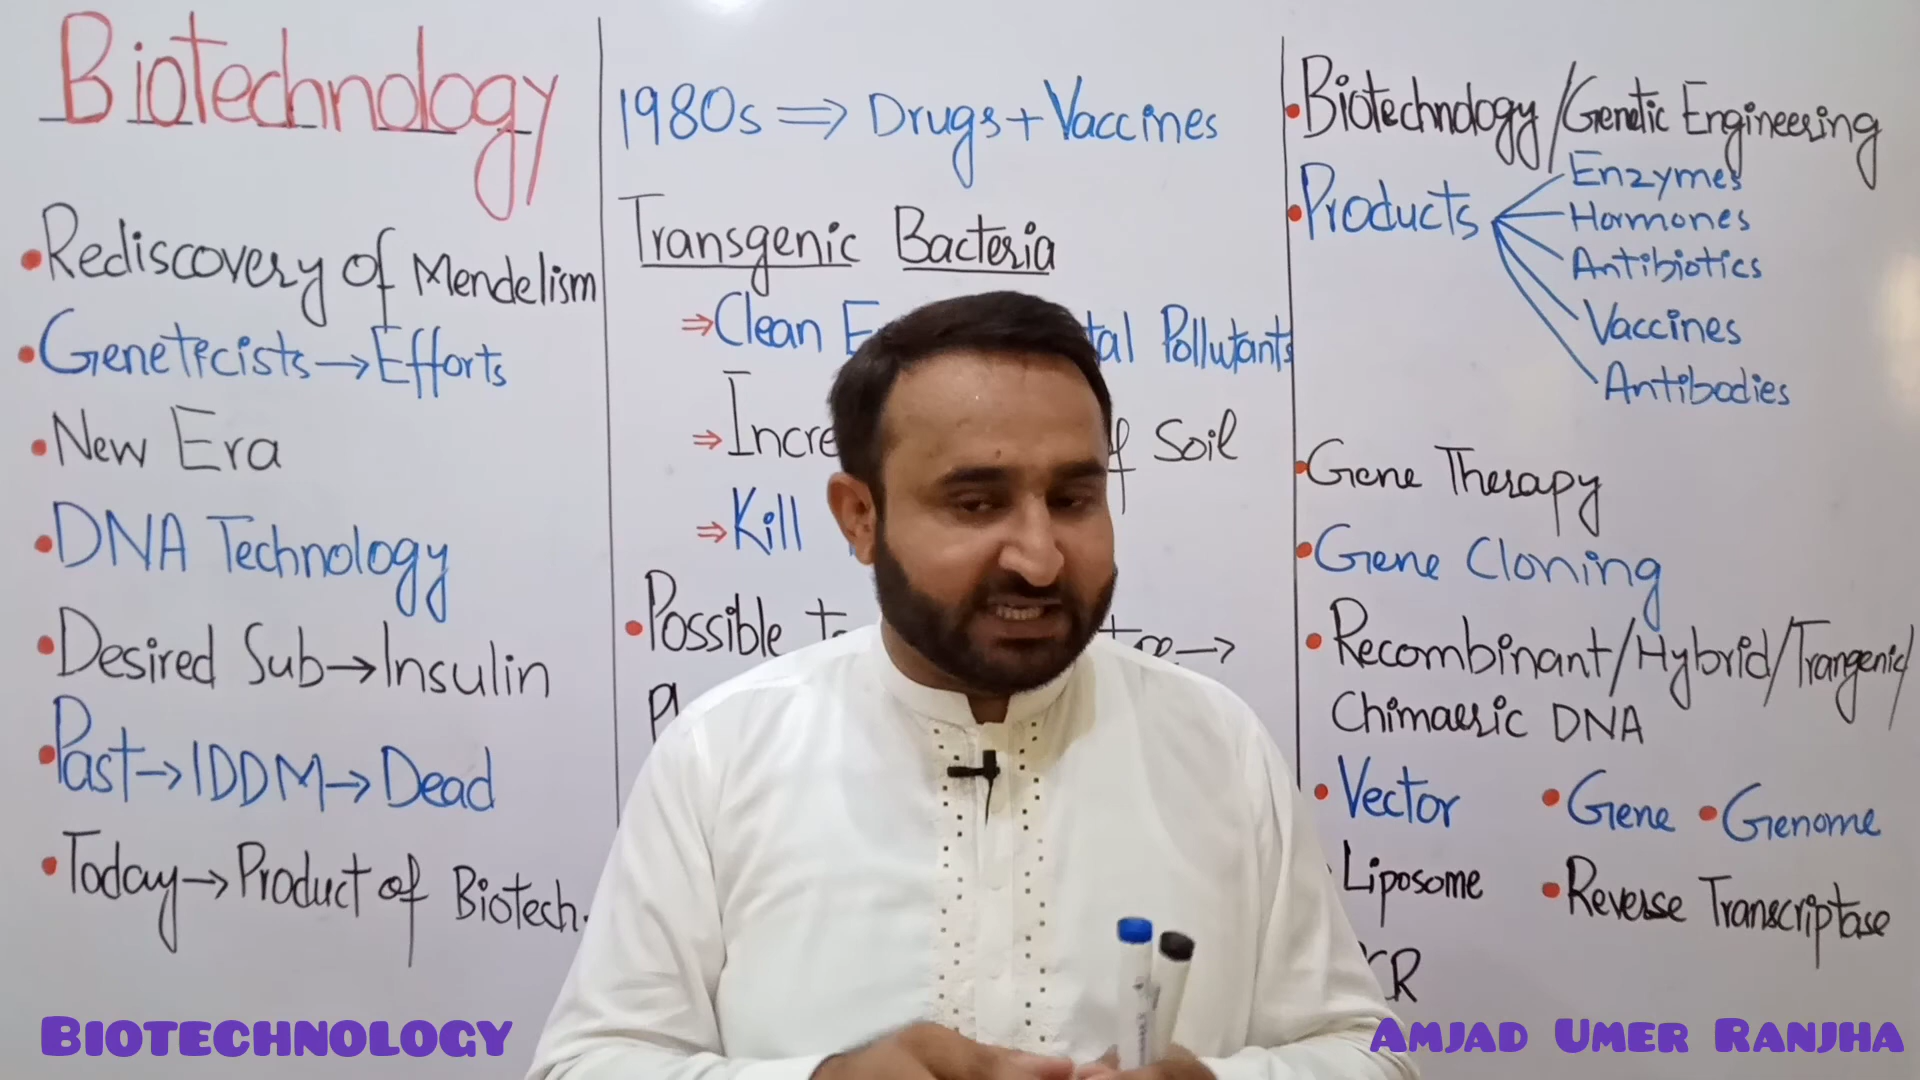 Biotechnology
Rediscovery of Mendelism
Geneticists→Efforts
New Era
DNA Technology
Desired Sub→Insulin
Past→IDDM→Dead
Today→Product of Biotech.
1980s ⇒ Drugs+Vaccines
Transgenic Bacteria
⇒Clean Pollutants
⇒ Soil
⇒Kill
Possible
Biotechnology/Genetic Engineering
Products
Enzymes
Hormones
Antibiotics
Vaccines
Antibodies
Gene Therapy
Gene Cloning
Recombinant/Hybrid/Trangenic/
Chimaeric DNA
Vector Gene Genome
Liposome Reverse Transcriptase
BIOTECHNOLOGY
AMJAD UMER RANJHA